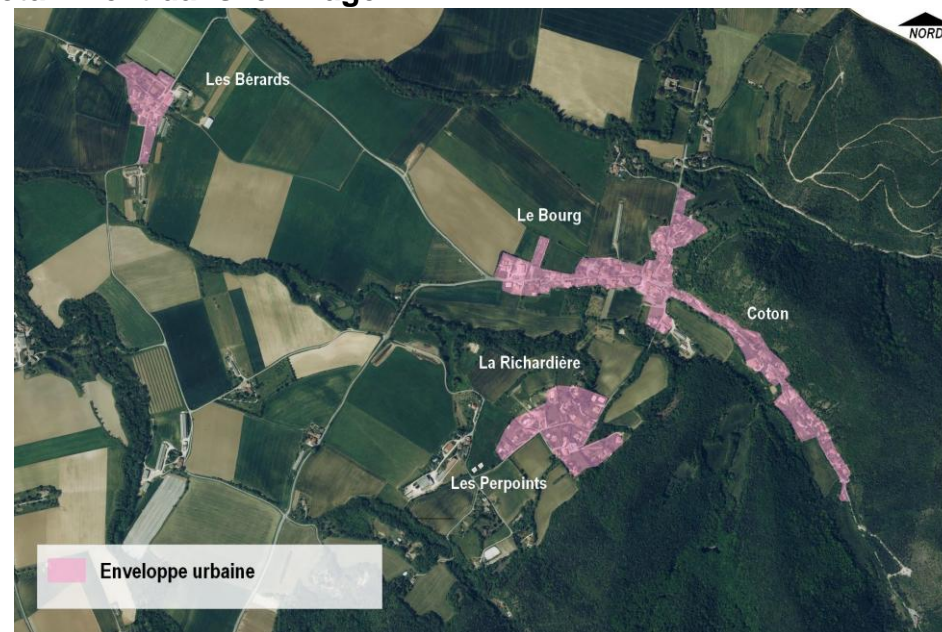 NORD
Les Bérards
Le Bourg
Coton
La Richardière
Les Perpoints
Enveloppe urbaine